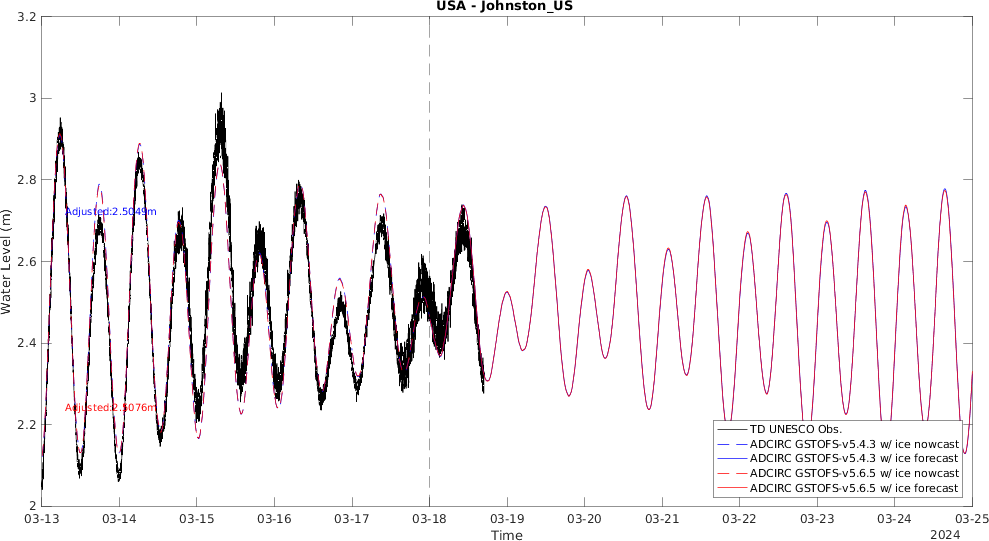 USA - Johnston_US
3.2
3
2.8
2.6
2.4
2.2
2
Water Level (m)
Adjusted:2.5049m
Adjusted:2.5076m
TD UNESCO Obs.
ADCIRC GSTOFS-v5.4.3 w/ ice nowcast
ADCIRC GSTOFS-v5.4.3 w/ ice forecast
ADCIRC GSTOFS-v5.6.5 w/ ice nowcast
ADCIRC GSTOFS-v5.6.5 w/ ice forecast
03-13 03-14 03-15 03-16 03-17 03-18 03-19 03-20 03-21 03-22 03-23 03-24 03-25
Time
2024